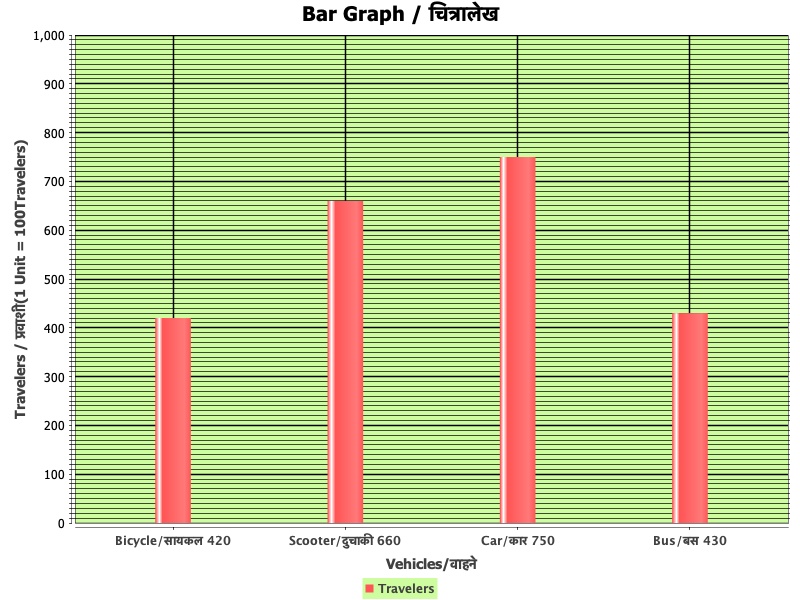 Bar Graph / चित्रालेख
Travelers / प्रवाशी(1 Unit = 100Travelers)
1,000
900
800
700
600
500
400
300
200
100
0
Bicycle/सायकल 420
Scooter/दुचाकी 660
Car/कार 750
Bus/बस 430
Vehicles/वाहने
Travelers